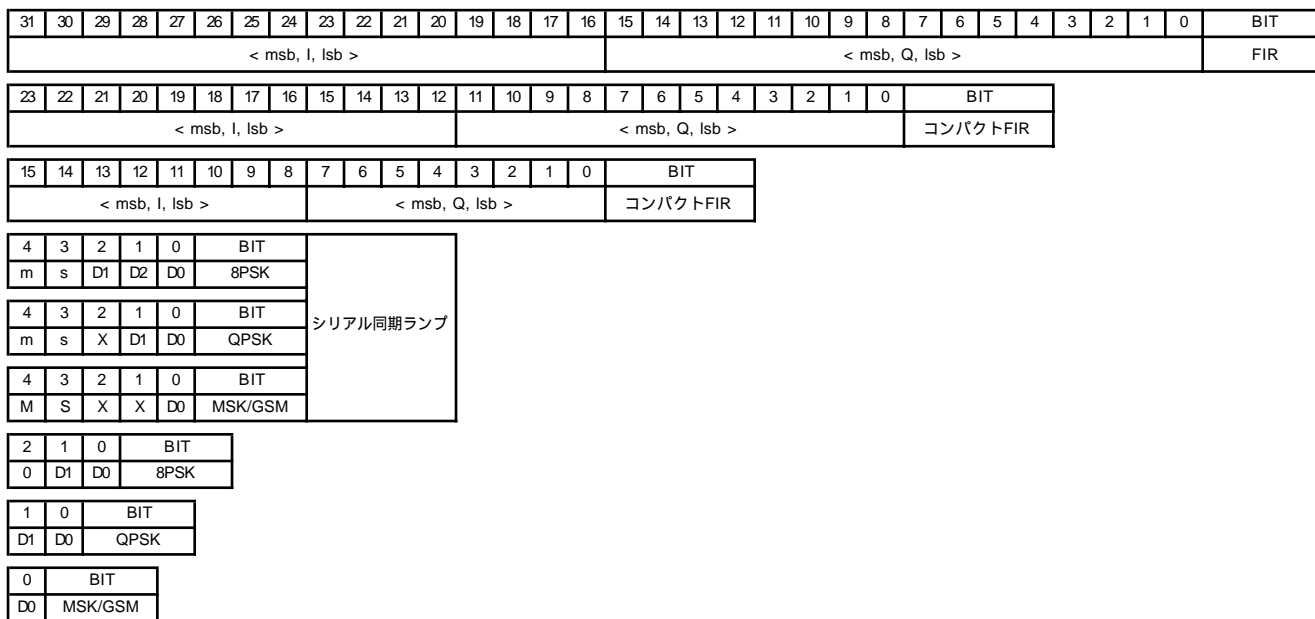 31 30 29 28 27 26 25 24 23 22 21 20 19 18 17 16 15 14 13 12 11 10 9 8 7 6 5 4 3 2 1 0 BIT
< msb, I, lsb > < msb, Q, lsb > FIR
23 22 21 20 19 18 17 16 15 14 13 12 11 10 9 8 7 6 5 4 3 2 1 0 BIT
< msb, I, lsb > < msb, Q, lsb > コンパクトFIR
15 14 13 12 11 10 9 8 7 6 5 4 3 2 1 0 BIT
< msb, I, lsb > < msb, Q, lsb > コンパクトFIR
4 3 2 1 0 BIT
m s D1 D2 D0 8PSK
4 3 2 1 0 BIT
シリアル同期ランプ
m s X D1 D0 QPSK
4 3 2 1 0 BIT
M S X X D0 MSK/GSM
2 1 0 BIT
0 D1 D0 8PSK
1 0 BIT
D1 D0 QPSK
0 BIT
D0 MSK/GSM